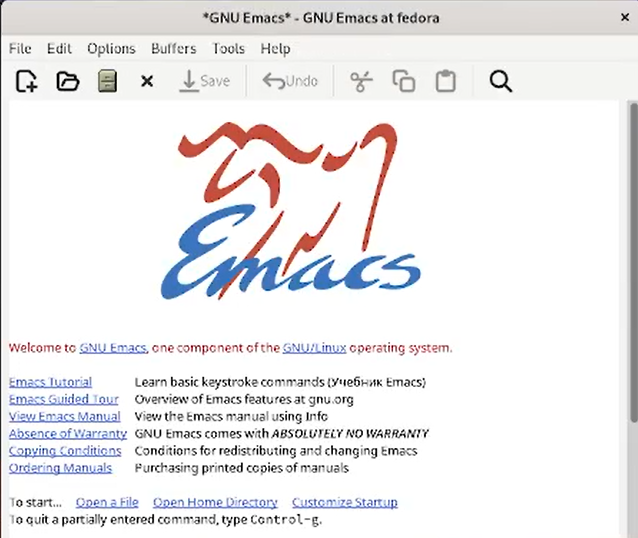 *GNU Emacs* - GNU Emacs at fedora
File Edit Options Buffers Tools Help
Save Undo
Emacs
Welcome to GNU Emacs, one component of the GNU/Linux operating system.
Emacs Tutorial Learn basic keystroke commands (Учебник Emacs)
Emacs Guided Tour Overview of Emacs features at gnu.org
View Emacs Manual View the Emacs manual using Info
Absence of Warranty GNU Emacs comes with ABSOLUTELY NO WARRANTY
Copying Conditions Conditions for redistributing and changing Emacs
Ordering Manuals Purchasing printed copies of manuals
To start... Open a File Open Home Directory Customize Startup
To quit a partially entered command, type Control-g.